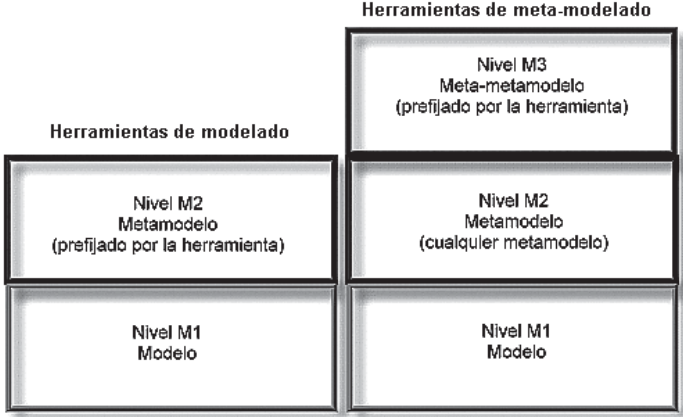 Herramientas de meta-modelado
Nivel M3
Meta-metamodelo
(prefijado por la herramienta)
Herramientas de modelado
Nivel M2
Metamodelo
(prefijado por la herramienta)
Nivel M2
Metamodelo
(cualquier metamodelo)
Nivel M1
Modelo
Nivel M1
Modelo